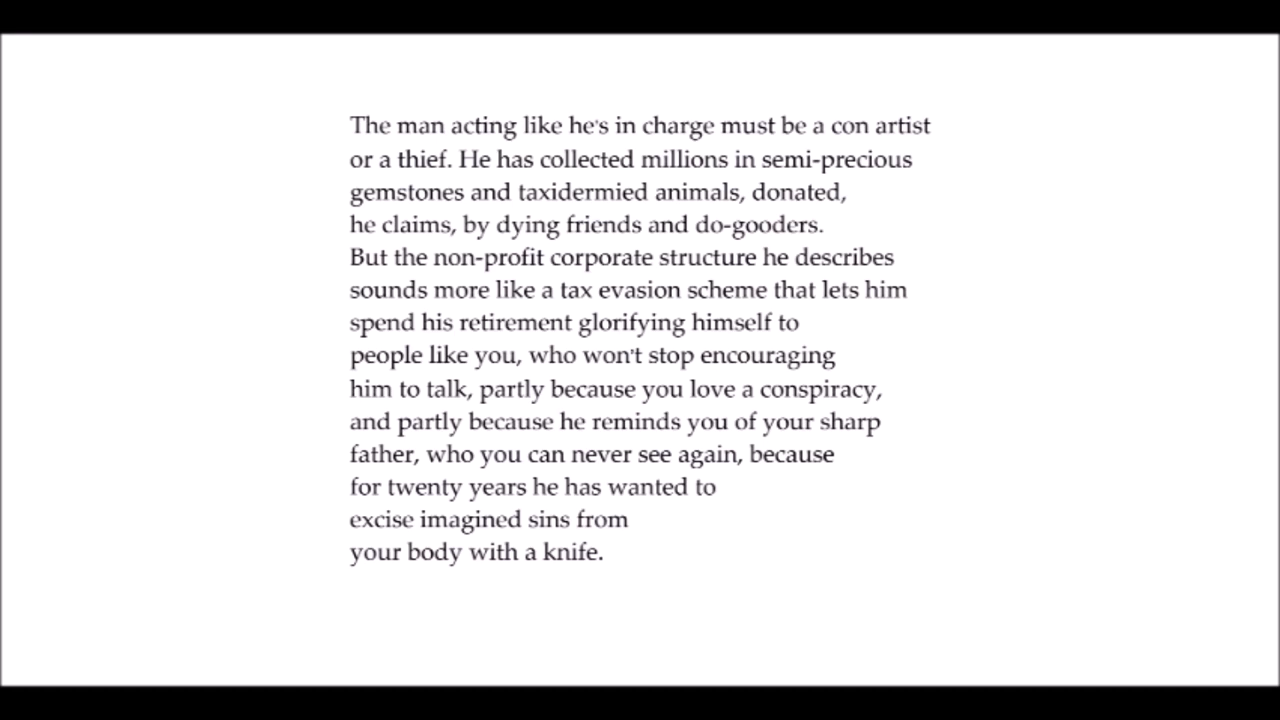 The man acting like he's in charge must be a con artist
or a thief. He has collected millions in semi-precious
gemstones and taxidermied animals, donated,
he claims, by dying friends and do-gooders.
But the non-profit corporate structure he describes
sounds more like a tax evasion scheme that lets him
spend his retirement glorifying himself to
people like you, who won't stop encouraging
him to talk, partly because you love a conspiracy,
and partly because he reminds you of your sharp
father, who you can never see again, because
for twenty years he has wanted to
excise imagined sins from
your body with a knife.